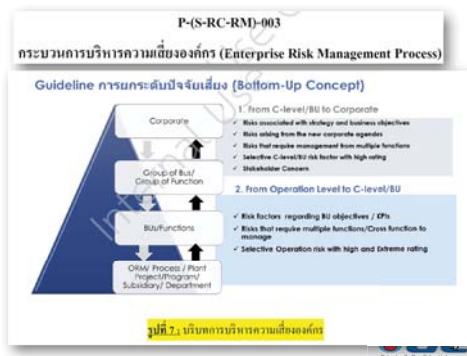 P-(S-RC-RM)-003
กระบวนการบริหารความเสี่ยงองค์กร (Enterprise Risk Management Process)
Guideline การยกระดับปัจจัยเสี่ยง (Bottom-Up Concept)
Corporate
Group of Bus/
Group of Function
BUs/Functions
ORM/ Process / Plant
Project/Program/
Subsidiary/ Department
1. From C-level/BU to Corporate
✓ Risks associated with strategy and business objectives
✓ Risks arising from the new corporate agendas
✓ Risks that require management from multiple functions
✓ Selective C-level/BU risk factor with high rating
✓ Stakeholder Concern
2. From Operation Level to C-level/BU
✓ Risk factors regarding BU objectives / KPIs
✓ Risks that require multiple functions/Cross function to
manage
✓ Selective Operation risk with high and Extreme rating
รูปที่ 7.: บริบทการบริหารความเสี่ยงองค์กร
Internal Use